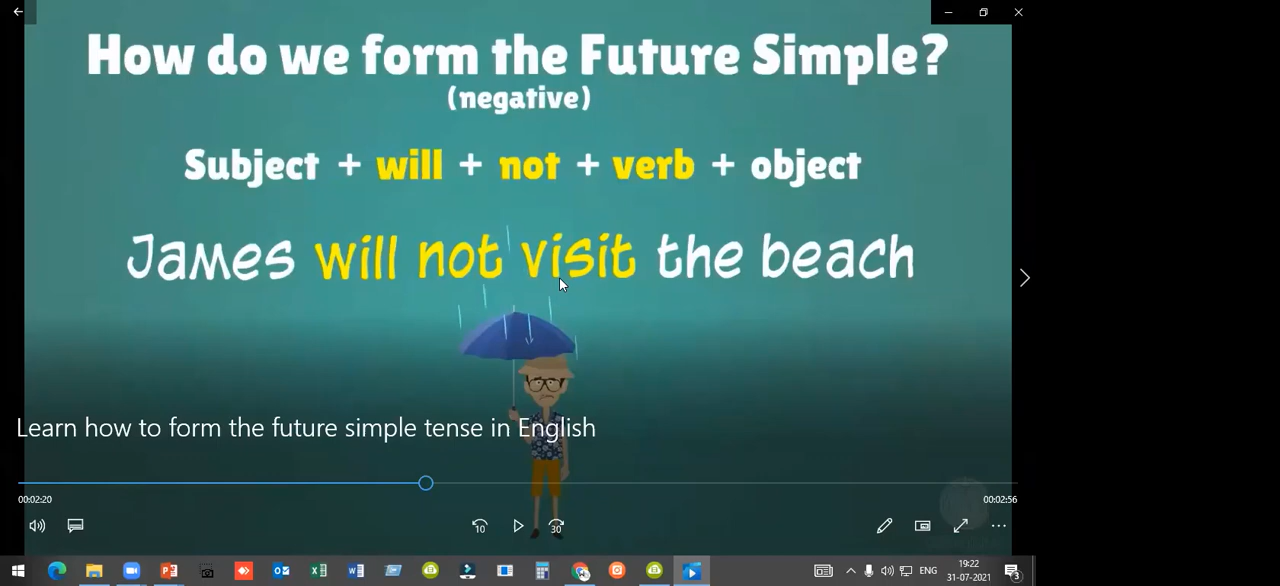 How do we form the Future Simple?
(negative)
Subject + will + not + verb + object
James will not visit the beach
Learn how to form the future simple tense in English
00:02:20
00:02:56
10
30
ENG
19:22
31-07-2021
3